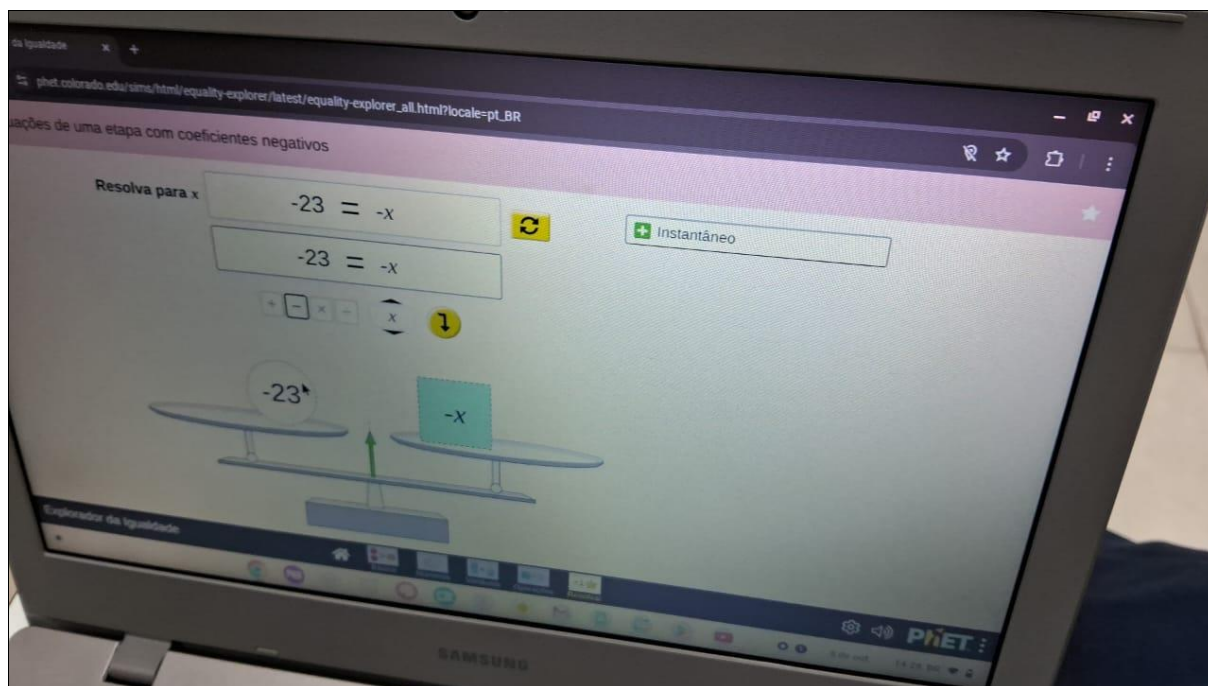 da Igualdade
phet.colorado.edu/sims/html/equality-explorer/latest/equality-explorer_all.html?locale=pt_BR
uações de uma etapa com coeficientes negativos
Resolva para x
-23 = -x
Instantâneo
-23 = -x
+ − × ÷ x
-23
-x
Explorador da Igualdade
PhET
SAMSUNG